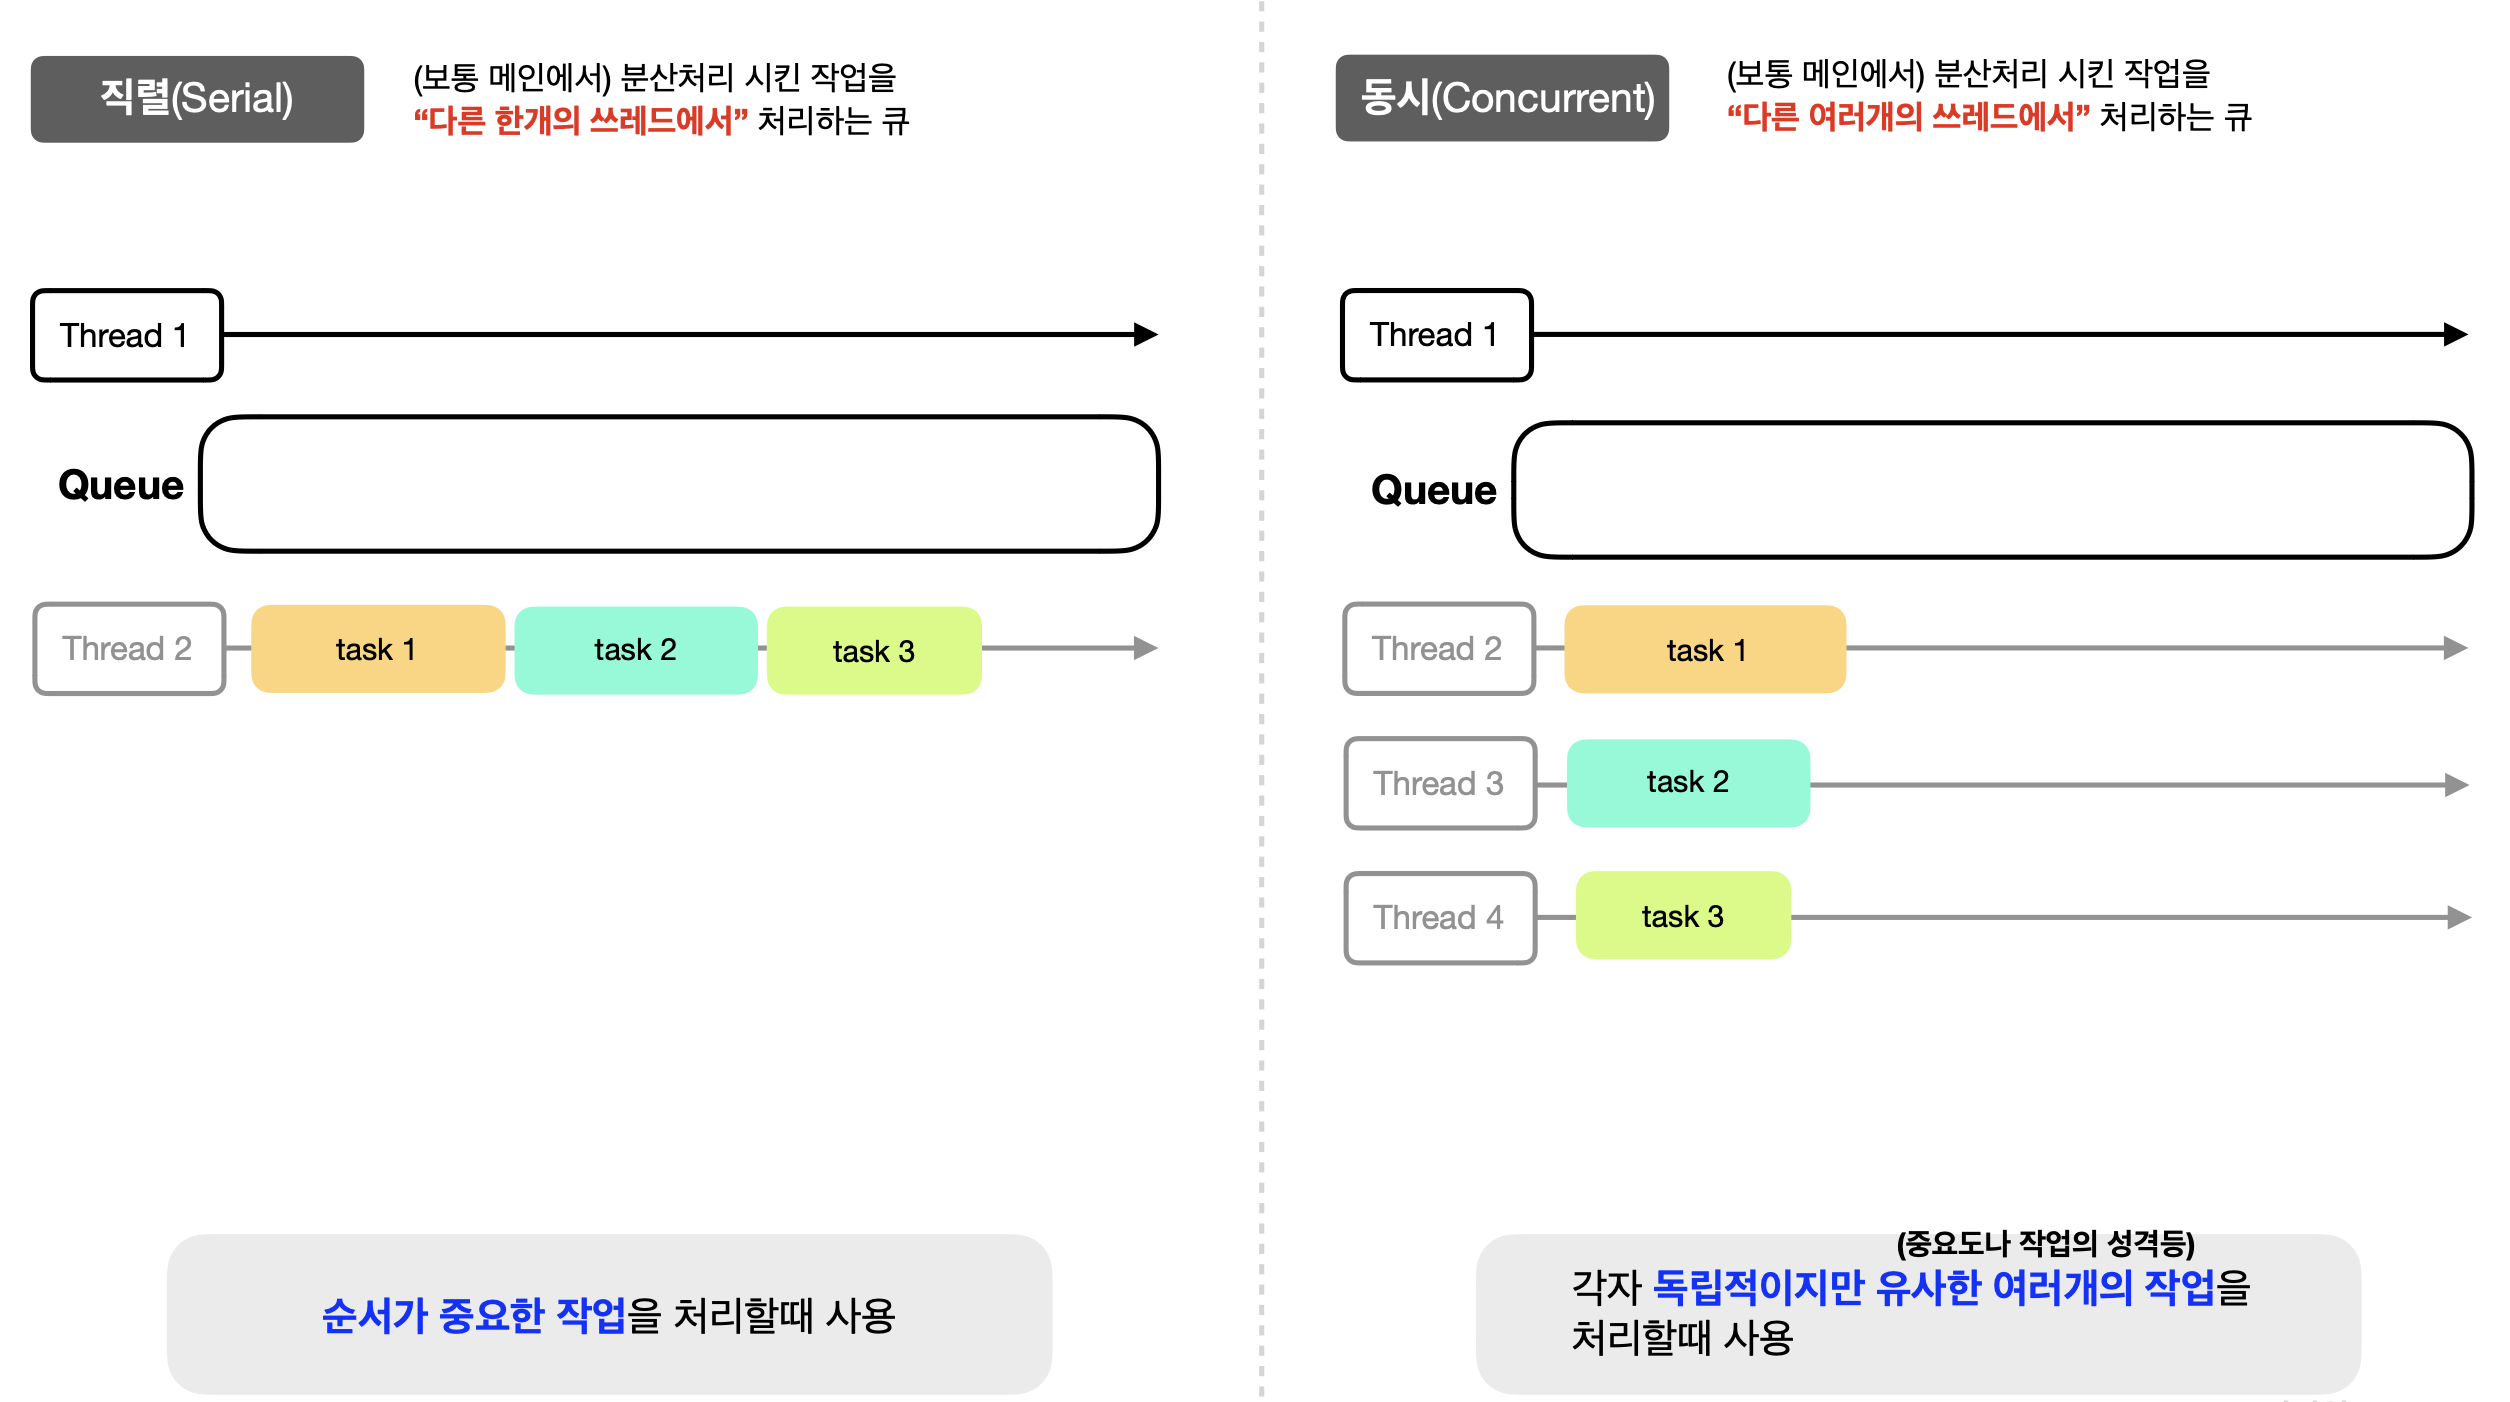 직렬(Serial)
(보통 메인에서) 분산처리 시킨 작업을
“다른 한개의 쓰레드에서” 처리하는 큐
Thread 1
Queue
Thread 2
task 1
task 2
task 3
순서가 중요한 작업을 처리할때 사용
동시(Concurrent)
(보통 메인에서) 분산처리 시킨 작업을
“다른 여러개의 쓰레드에서” 처리하는 큐
Thread 1
Queue
Thread 2
task 1
Thread 3
task 2
Thread 4
task 3
(중요도나 작업의 성격등)
각자 독립적이지만 유사한 여러개의 작업을
처리할때 사용